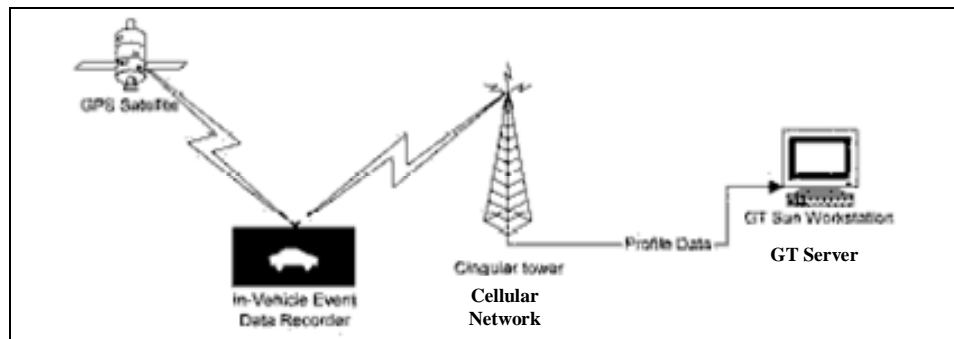 GPS Satellite
In-Vehicle Event
Data Recorder
Cingular tower
Cellular
Network
Profile Data
GT Sun Workstation
GT Server